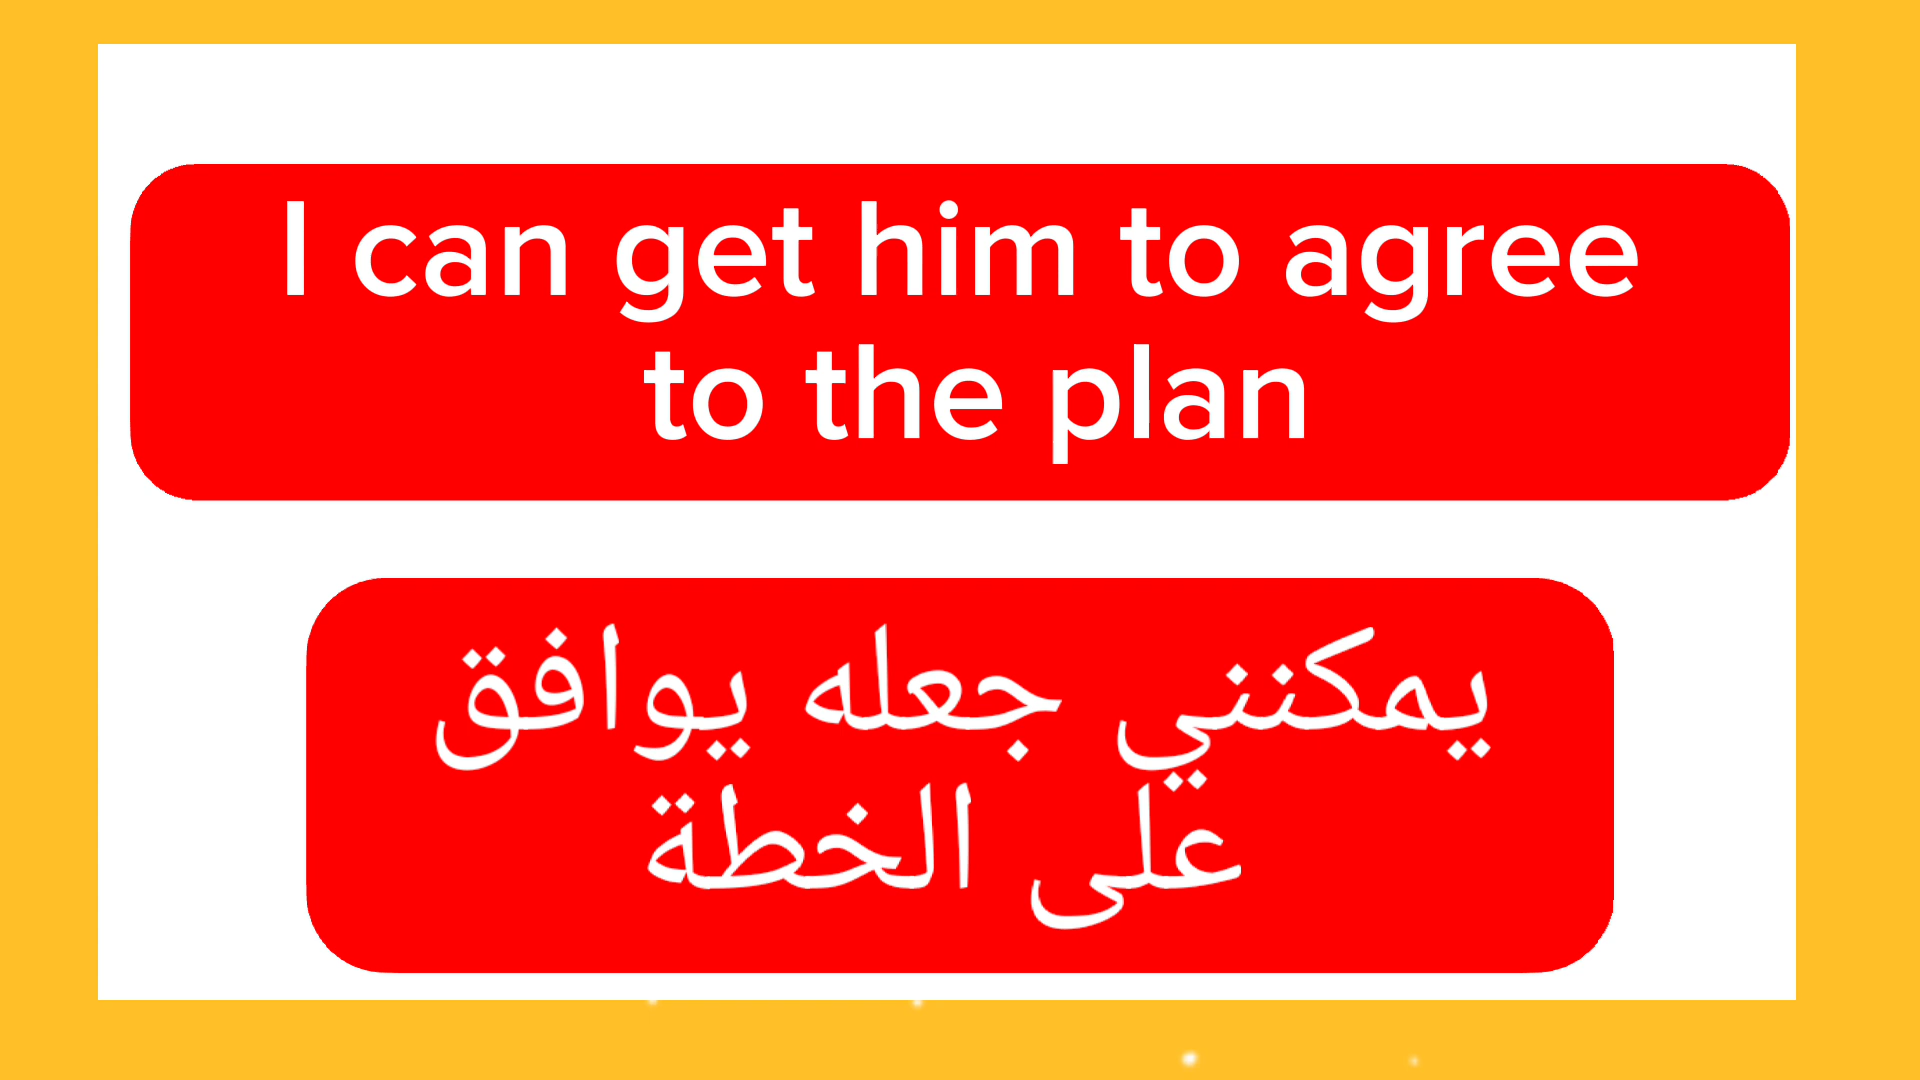 I can get him to agree
to the plan
يمكنني جعله يوافق
على الخطة